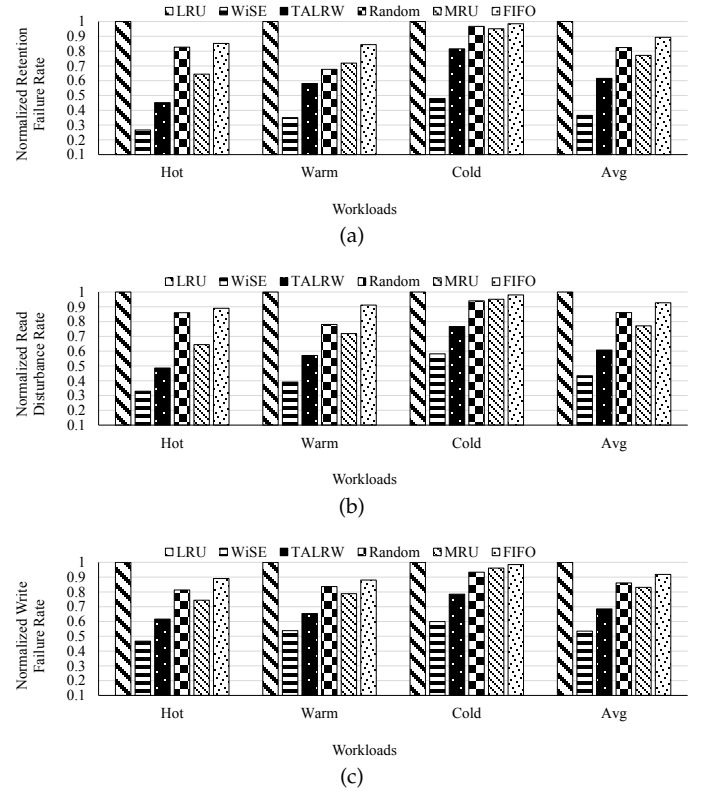 LRU WiSE TALRW Random MRU FIFO
1
0.9
0.8
0.7
0.6
0.5
0.4
0.3
0.2
0.1
Normalized Retention
Failure Rate
Hot Warm Cold Avg
Workloads
(a)
LRU WiSE TALRW Random MRU FIFO
1
0.9
0.8
0.7
0.6
0.5
0.4
0.3
0.2
0.1
Normalized Read
Disturbance Rate
Hot Warm Cold Avg
Workloads
(b)
LRU WiSE TALRW Random MRU FIFO
1
0.9
0.8
0.7
0.6
0.5
0.4
0.3
0.2
0.1
Normalized Write
Failure Rate
Hot Warm Cold Avg
Workloads
(c)